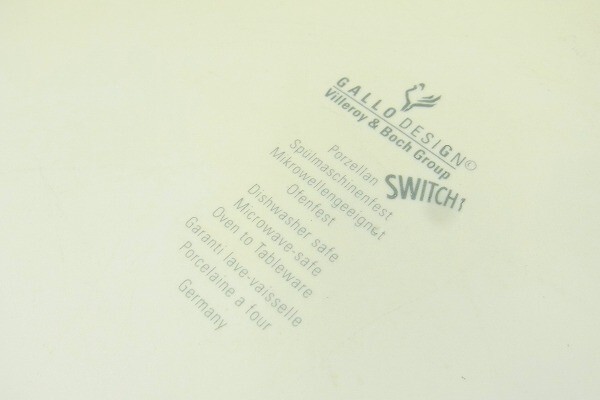 GALLO DESIGN©
Villeroy & Boch Group
SWITCH 1
Porzellan
Spülmaschinenfest
Mikrowellengeeignet
Ofenfest
Dishwasher safe
Microwave-safe
Oven to Tableware
Garanti lave-vaisselle
Porcelaine a four
Germany